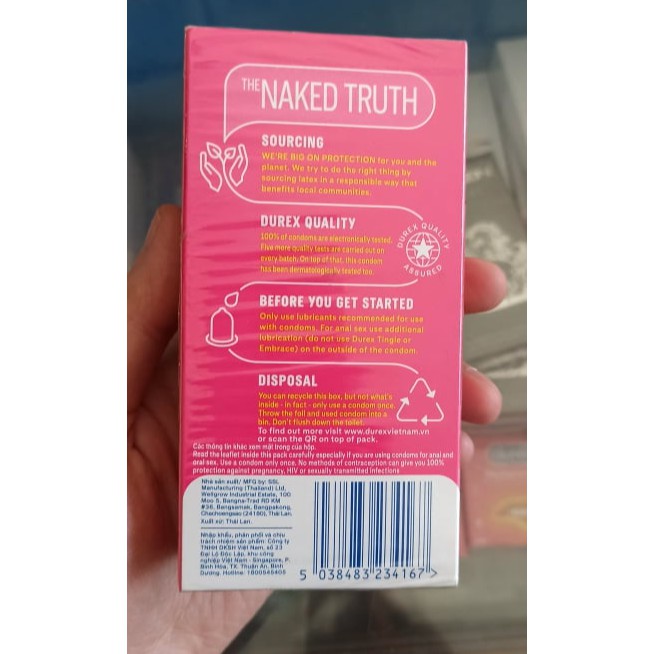 THE NAKED TRUTH
SOURCING
WE'RE BIG ON PROTECTION for you and the
planet. We try to do the right thing by
sourcing latex in a responsible way that
benefits local communities.
DUREX QUALITY
100% of condoms are electronically tested.
Five more quality tests are carried out on
every batch. On top of that, this condom
has been dermatologically tested too.
DUREX QUALITY
ASSURED
BEFORE YOU GET STARTED
Only use lubricants recommended for use
with condoms. For anal sex use additional
lubrication (do not use Durex Tingle or
Embrace) on the outside of the condom.
DISPOSAL
You can recycle this box, but not what's
inside - in fact - only use a condom once.
Throw the foil and used condom into a
bin. Don't flush down the toilet.
To find out more visit www.durexvietnam.vn
or scan the QR on top of pack.
Các thông tin khác xem mặt trong của hộp.
Read the leaflet inside this pack carefully especially if you are using condoms for anal and
oral sex. Use a condom only once. No methods of contraception can give you 100%
protection against pregnancy, HIV or sexually transmitted infections
Nhà sản xuất/ MFG by: SSL
Manufacturing (Thailand) Ltd,
Wellgrow Industrial Estate, 100
Moo 5, Bangna-Trad RD KM
#36, Bangsamak, Bangpakong,
Chachoengsao (24180), Thái Lan.
Xuất xứ: Thái Lan.
Nhập khẩu, phân phối và chịu
trách nhiệm sản phẩm: Công ty
TNHH DKSH Việt Nam, số 23
Đại Lộ Độc Lập, khu công
nghiệp Việt Nam - Singapore, P.
Bình Hòa, TX. Thuận An, Bình
Dương. Hotline: 1800545405
5 038483 234167 >